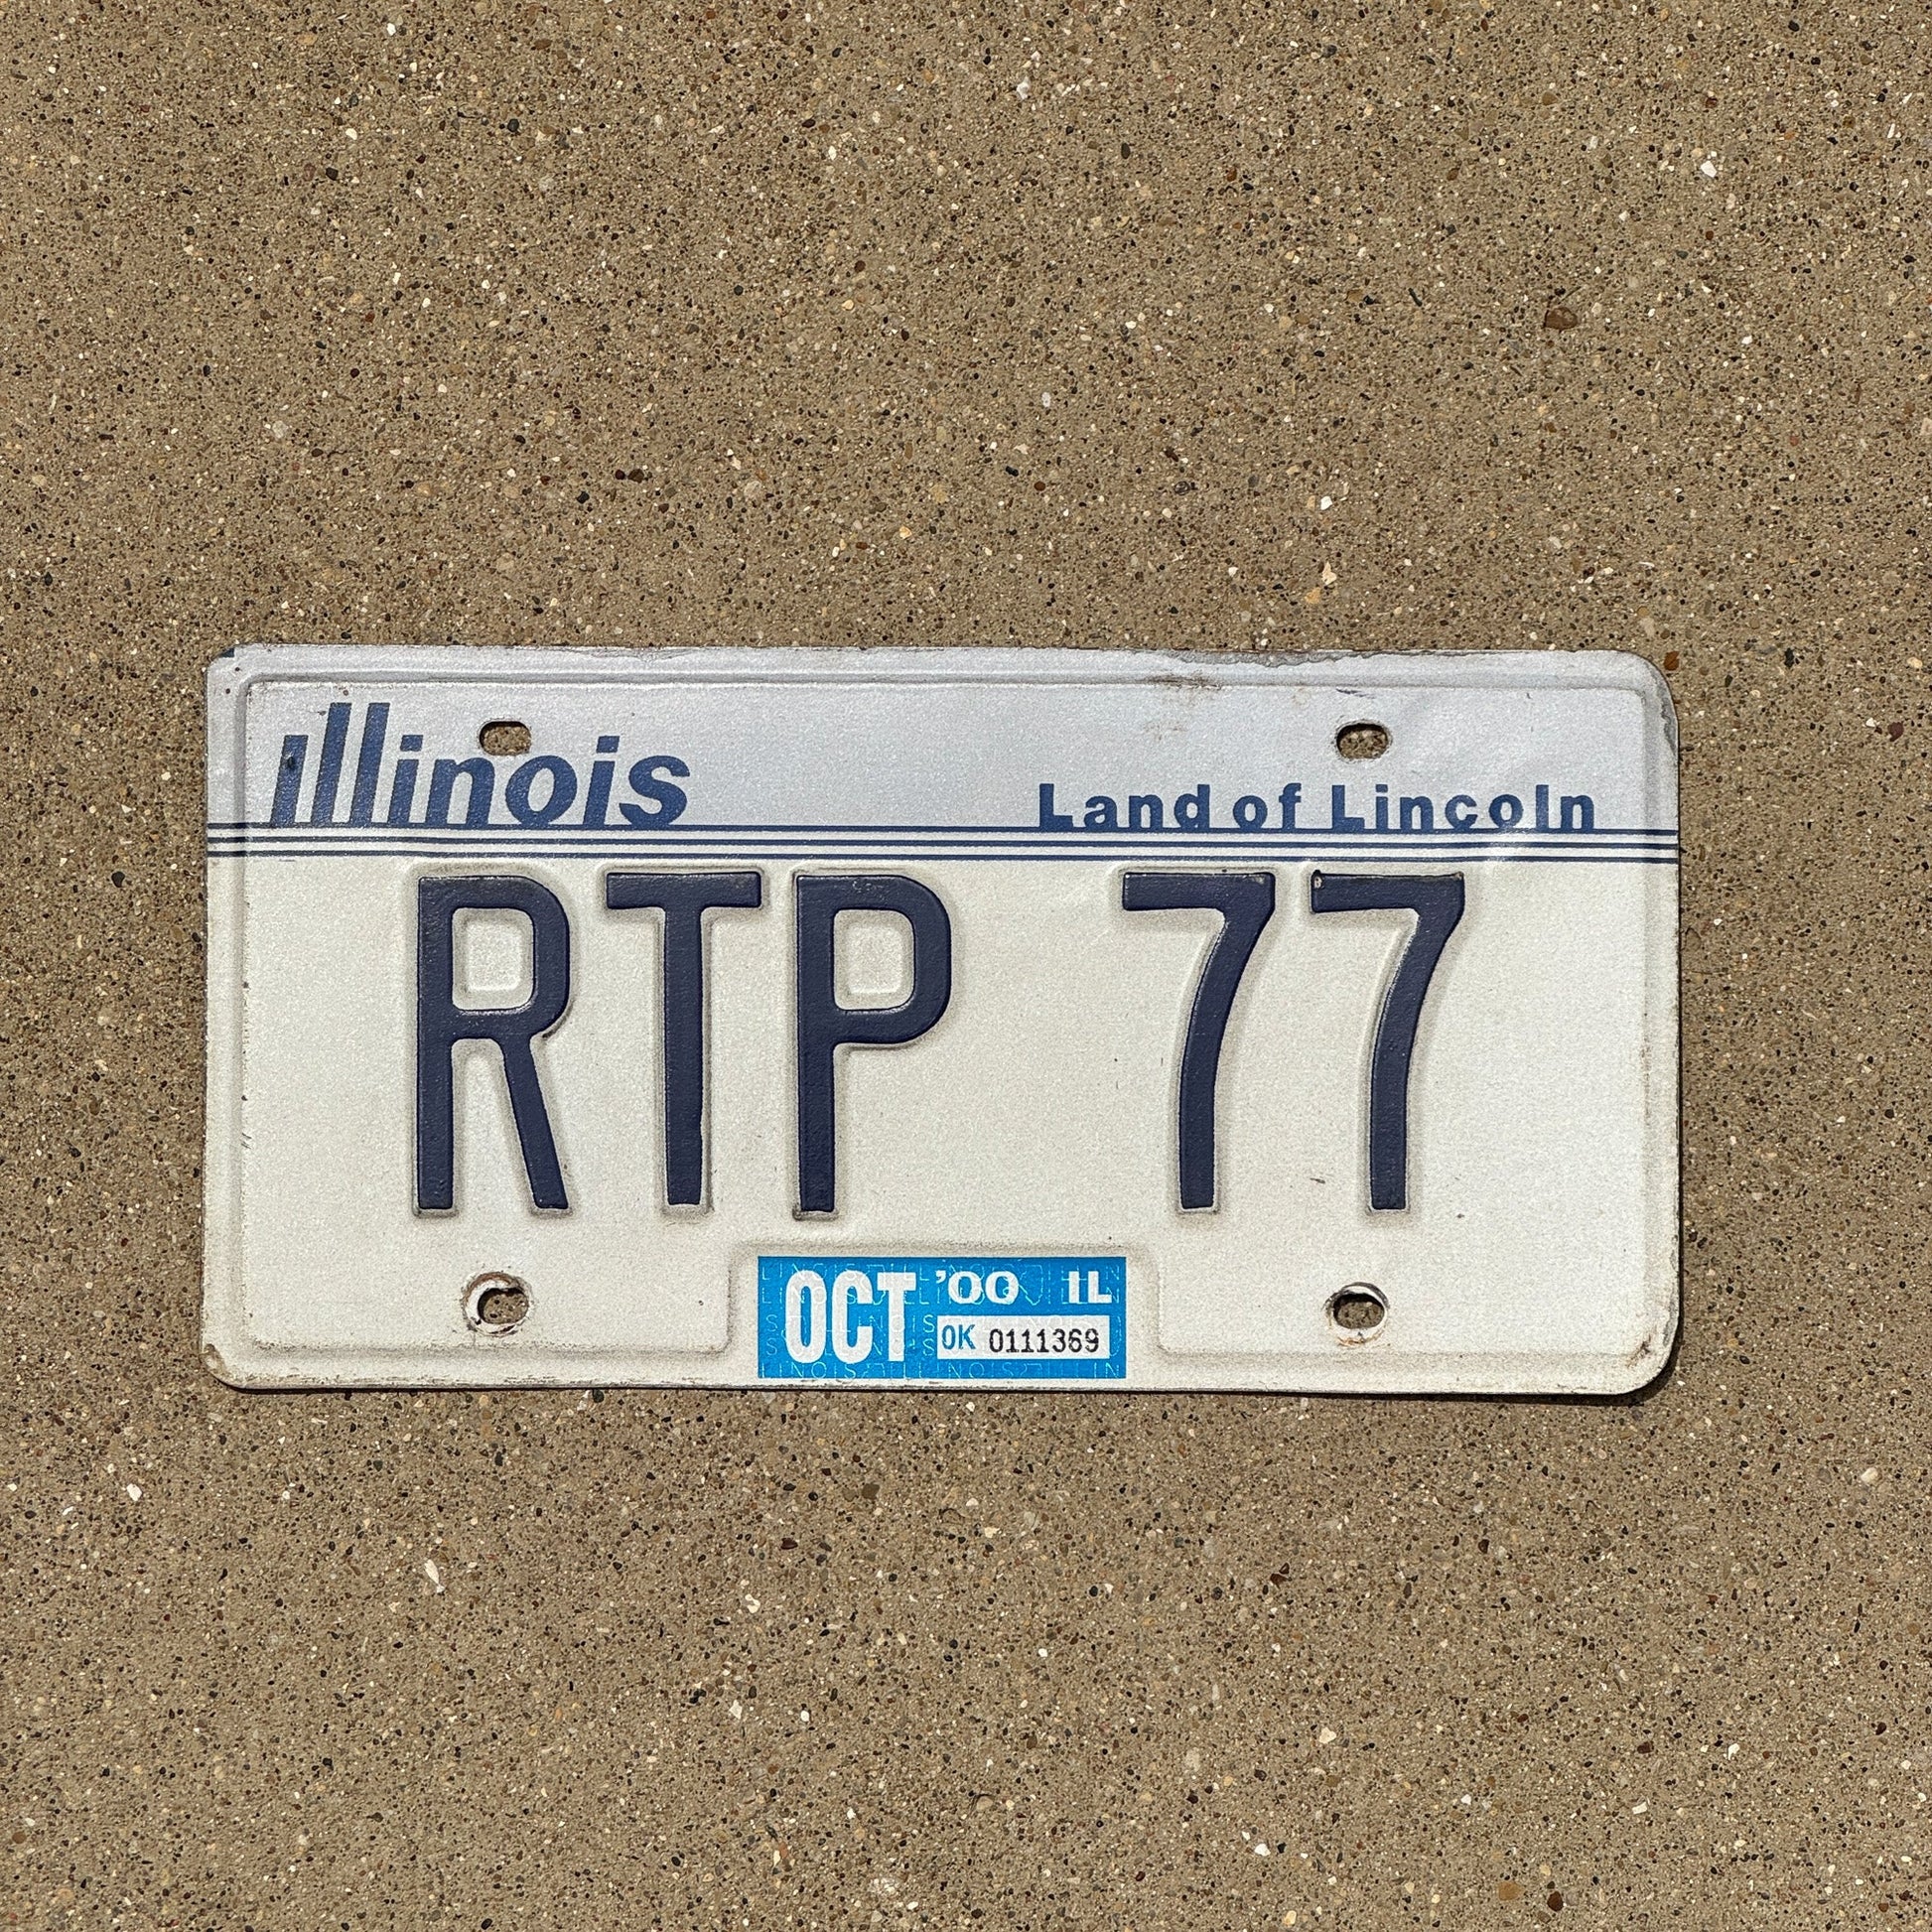 Illinois
Land of Lincoln
RTP 77
OCT '00 IL
OK 0111369